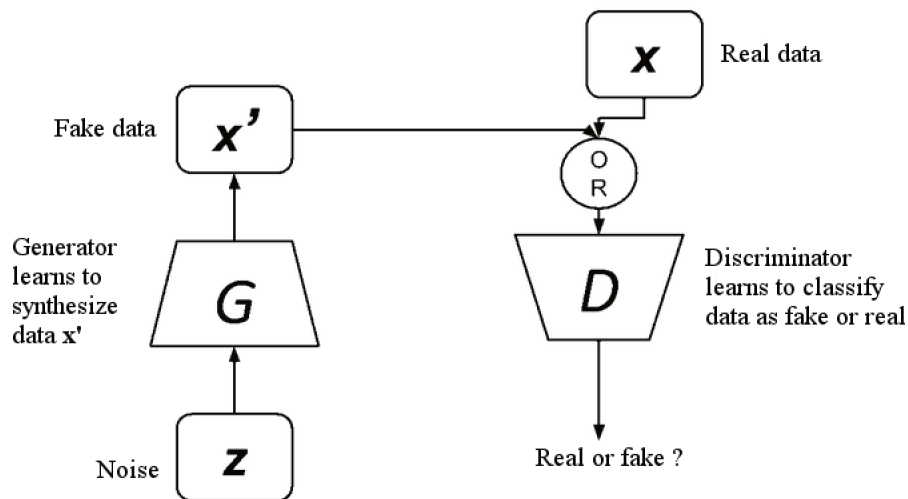 x
Real data
Fake data
x’
O
R
Generator
learns to
synthesize
data x'
G
D
Discriminator
learns to classify
data as fake or real
Noise
z
Real or fake ?